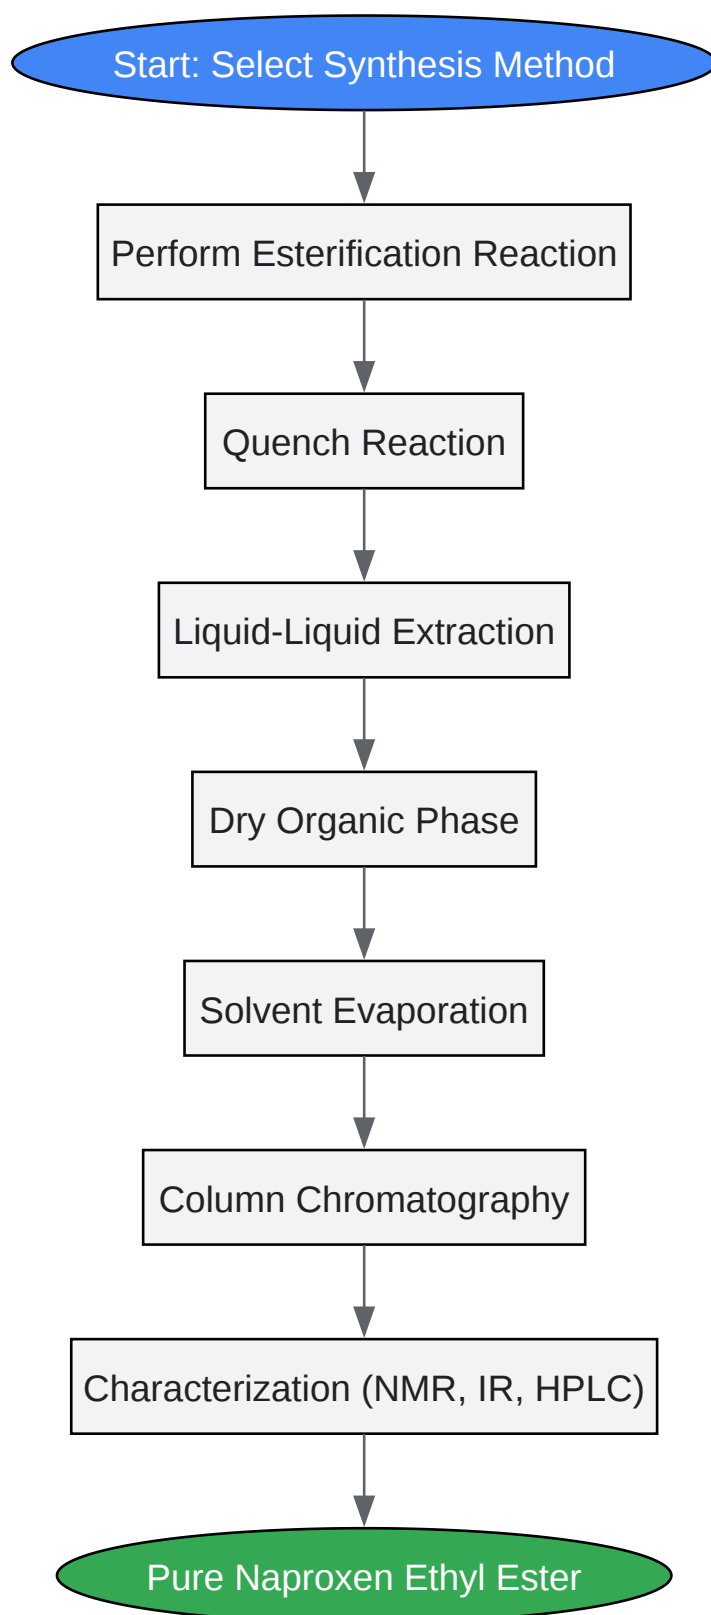 Start: Select Synthesis Method
Perform Esterification Reaction
Quench Reaction
Liquid-Liquid Extraction
Dry Organic Phase
Solvent Evaporation
Column Chromatography
Characterization (NMR, IR, HPLC)
Pure Naproxen Ethyl Ester